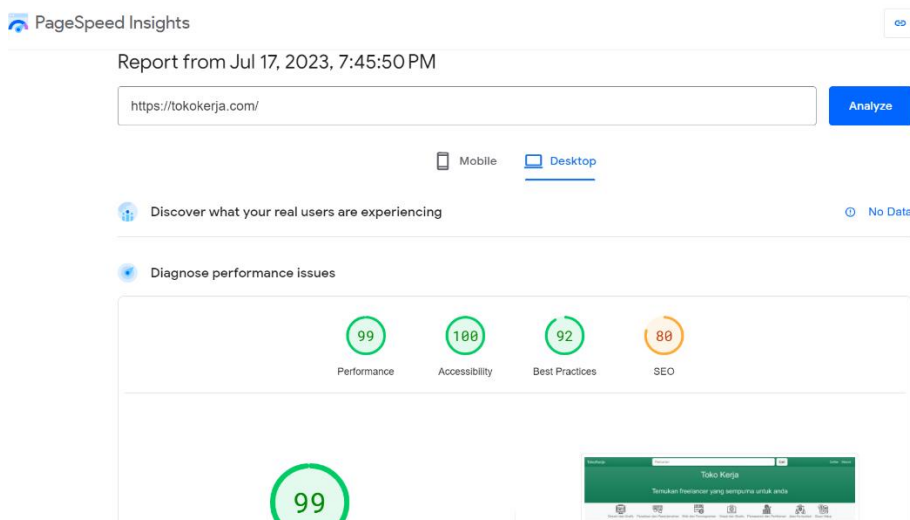 PageSpeed Insights
Report from Jul 17, 2023, 7:45:50 PM
https://tokokerja.com/
Analyze
Mobile
Desktop
Discover what your real users are experiencing
No Data
Diagnose performance issues
99
100
92
80
Performance
Accessibility
Best Practices
SEO
99
Toko Kerja
Temukan freelancer yang sempurna untuk anda